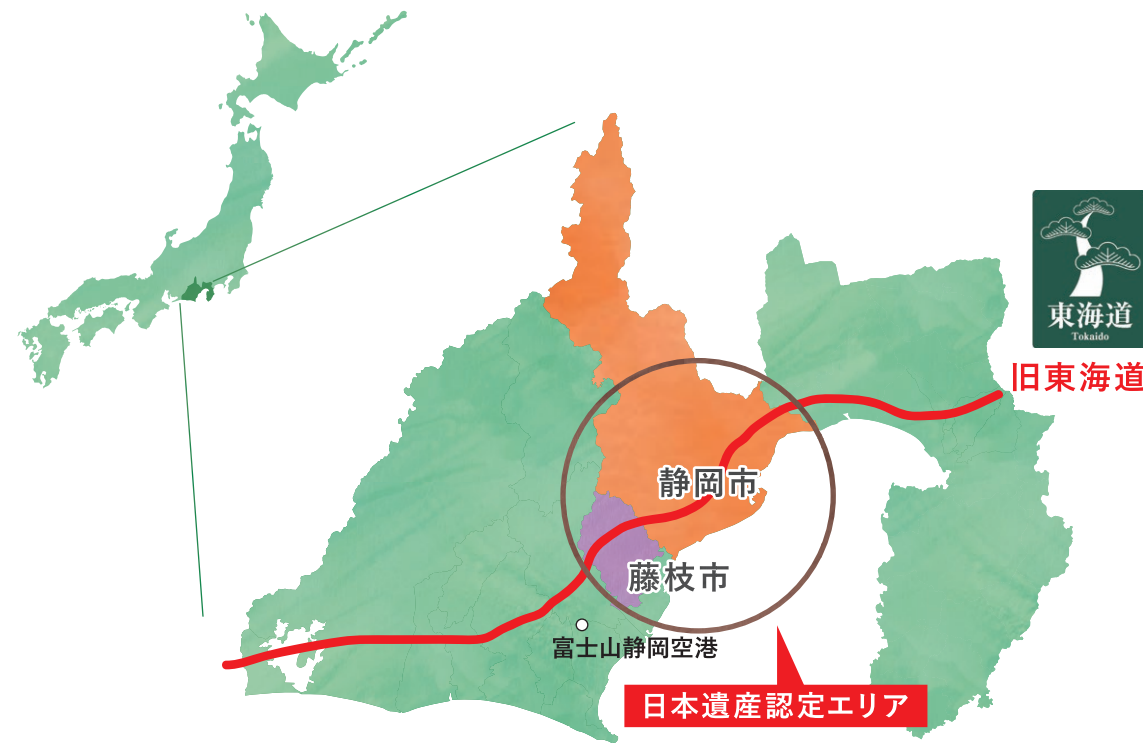 東海道
Tokaido
旧東海道
静岡市
藤枝市
富士山静岡空港
日本遺産認定エリア